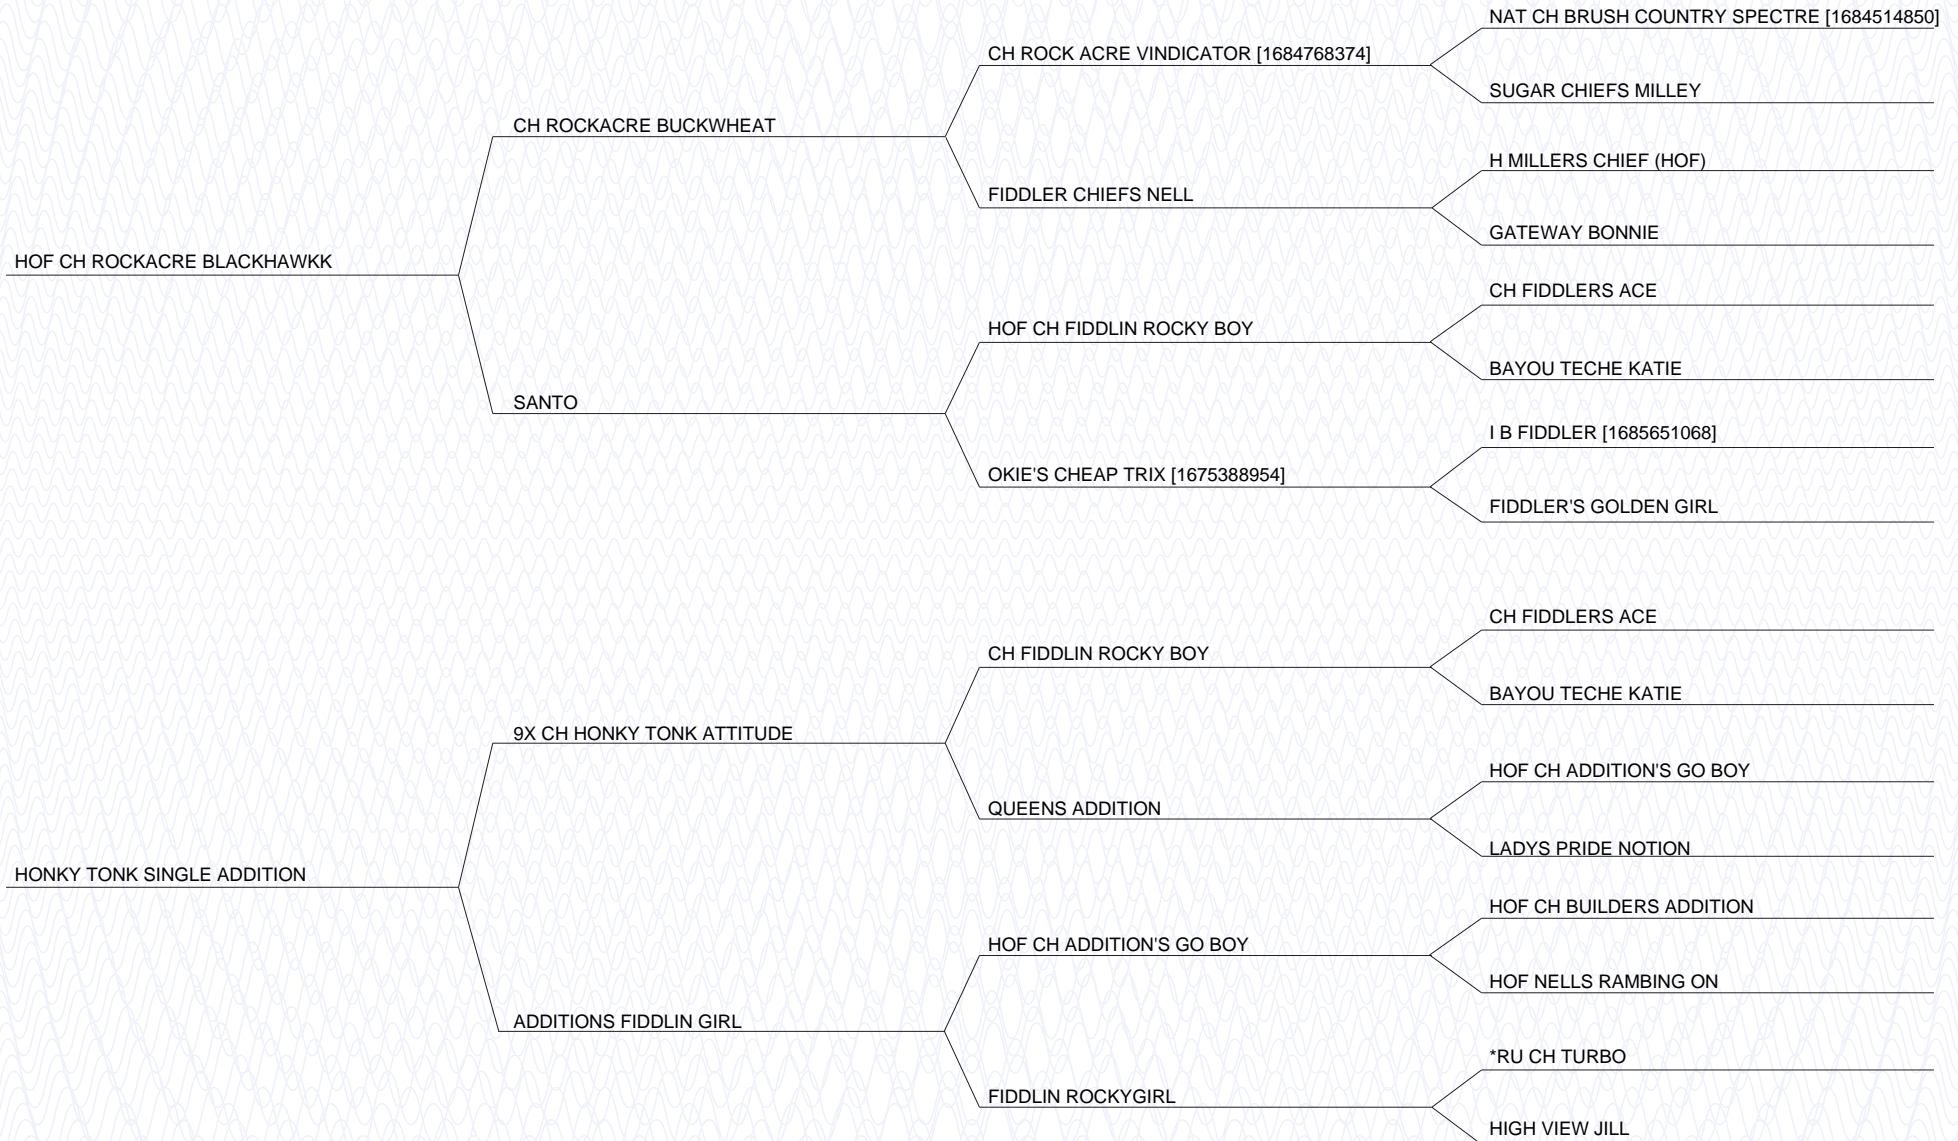 NAT CH BRUSH COUNTRY SPECTRE [1684514850]
CH ROCK ACRE VINDICATOR [1684768374]
SUGAR CHIEFS MILLEY
CH ROCKACRE BUCKWHEAT
H MILLERS CHIEF (HOF)
FIDDLER CHIEFS NELL
GATEWAY BONNIE
HOF CH ROCKACRE BLACKHAWKK
CH FIDDLERS ACE
HOF CH FIDDLIN ROCKY BOY
BAYOU TECHE KATIE
SANTO
I B FIDDLER [1685651068]
OKIE'S CHEAP TRIX [1675388954]
FIDDLER'S GOLDEN GIRL
CH FIDDLERS ACE
CH FIDDLIN ROCKY BOY
BAYOU TECHE KATIE
9X CH HONKY TONK ATTITUDE
HOF CH ADDITION'S GO BOY
QUEENS ADDITION
LADYS PRIDE NOTION
HONKY TONK SINGLE ADDITION
HOF CH BUILDERS ADDITION
HOF CH ADDITION'S GO BOY
HOF NELLS RAMBING ON
ADDITIONS FIDDLIN GIRL
*RU CH TURBO
FIDDLIN ROCKYGIRL
HIGH VIEW JILL